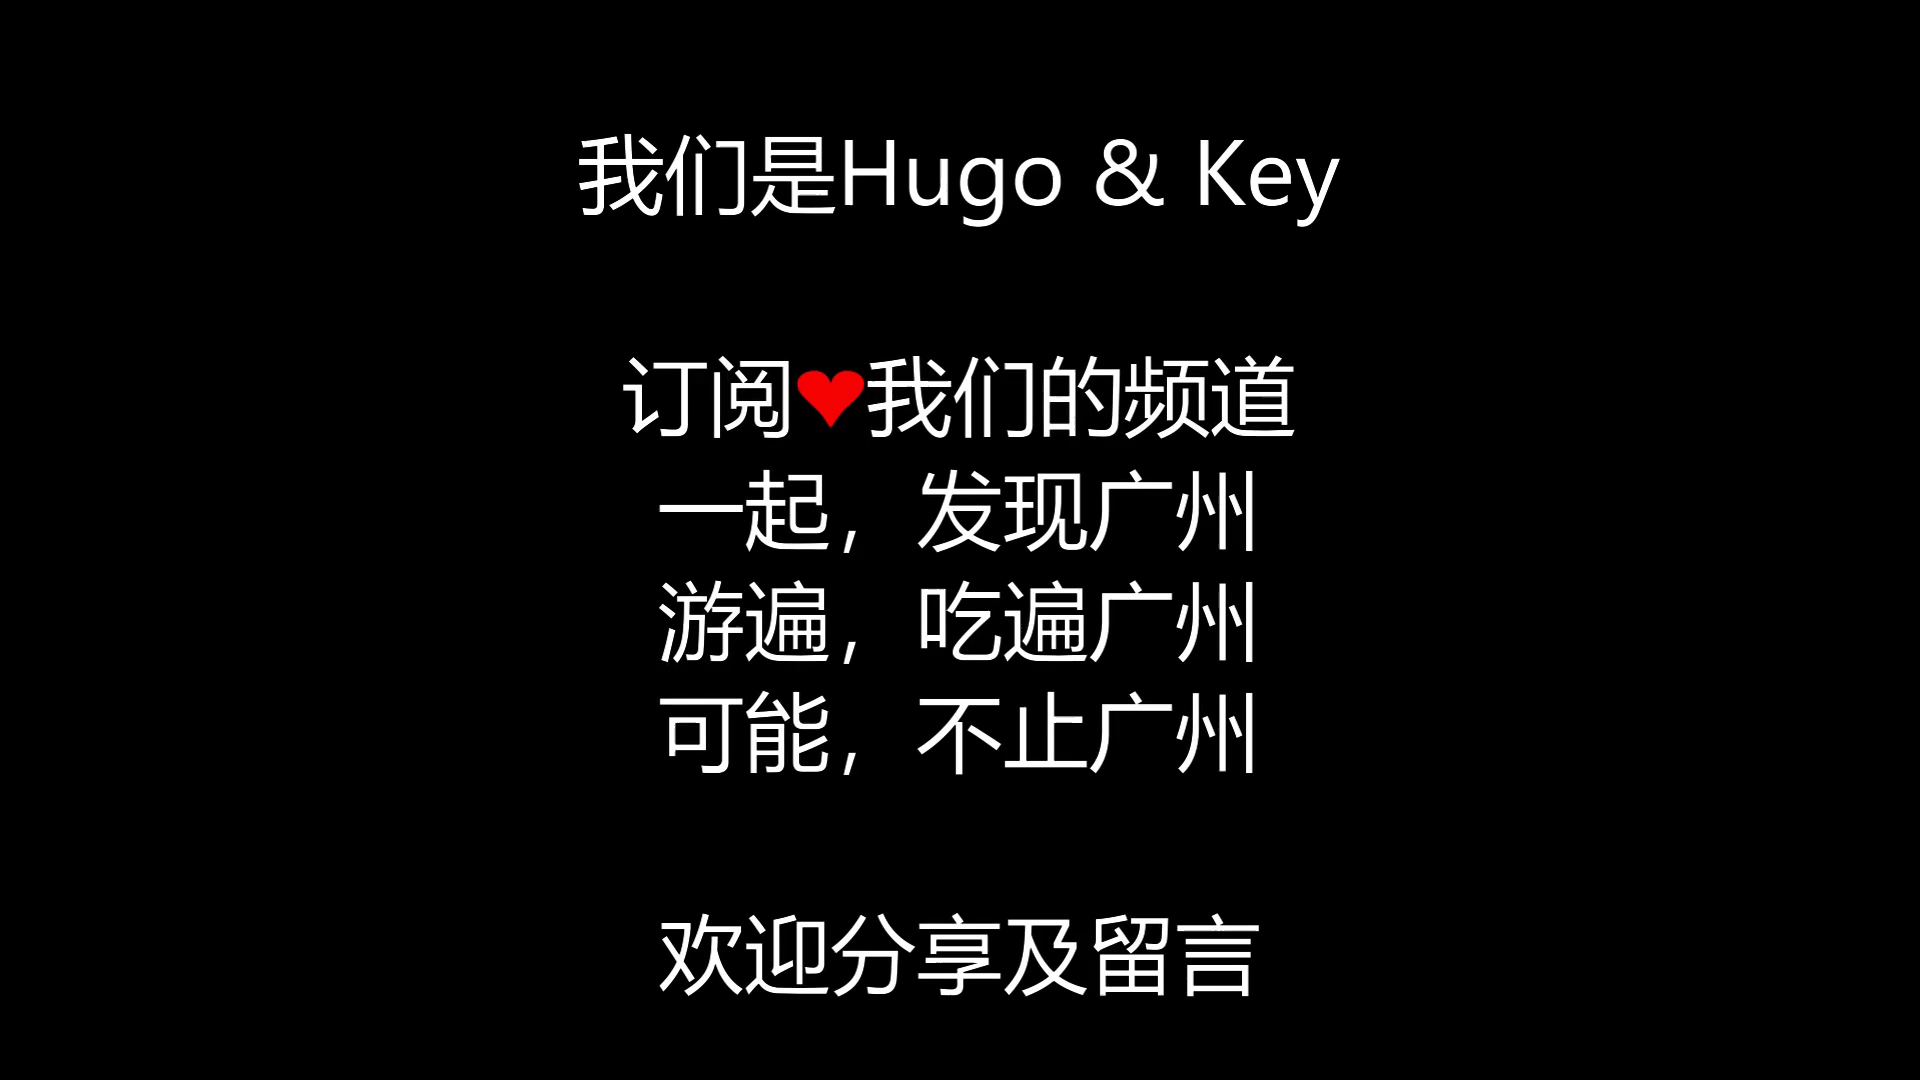 我们是Hugo & Key
订阅❤我们的频道
一起，发现广州
游遍，吃遍广州
可能，不止广州
欢迎分享及留言